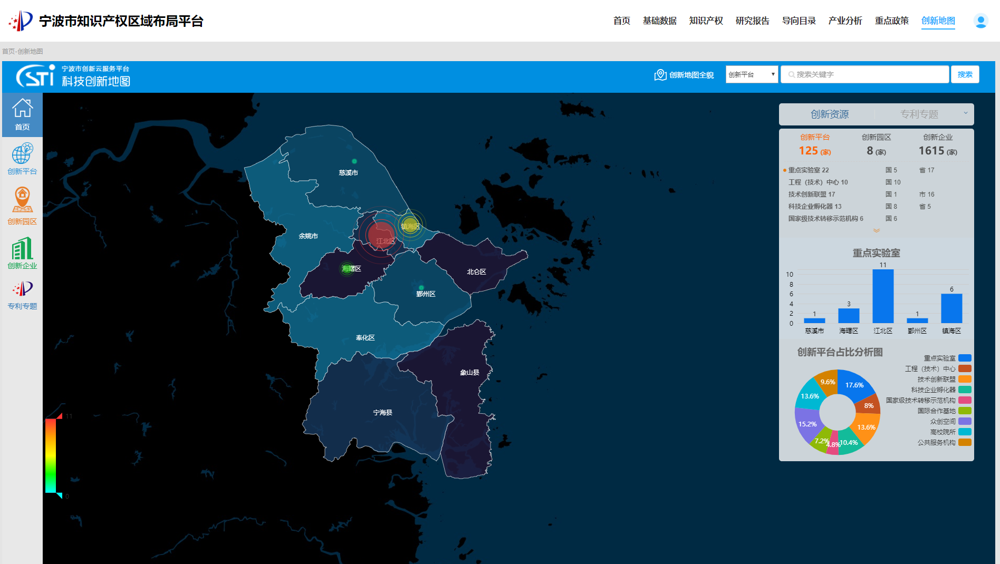 宁波市知识产权区域布局平台
首页 基础数据 知识产权 研究报告 导向目录 产业分析 重点政策 创新地图
首页-创新地图
STi 宁波市创新云服务平台
科技创新地图
创新地图全貌 创新平台 搜索关键字 搜索
首页
创新平台
创新园区
创新企业
专利专题
慈溪市
余姚市
镇海区
江北区
海曙区
北仑区
鄞州区
奉化区
象山县
宁海县
11
0
创新资源 专利专题
创新平台 创新园区 创新企业
125 (家) 8 (家) 1615 (家)
重点实验室 22 国 5 省 17
工程（技术）中心 10 国 10
技术创新联盟 17 国 1 市 16
科技企业孵化器 13 国 8 省 5
国家级技术转移示范机构 6 国 6
重点实验室
10
8
6
4
2
0
1 3 11 1 6
慈溪市 海曙区 江北区 鄞州区 镇海区
创新平台占比分析图
17.6%
8%
13.6%
10.4%
4.8%
7.2%
15.2%
13.6%
9.6%
重点实验室
工程（技术）中心
技术创新联盟
科技企业孵化器
国家级技术转移示范机构
国际合作基地
众创空间
高校院所
公共服务机构